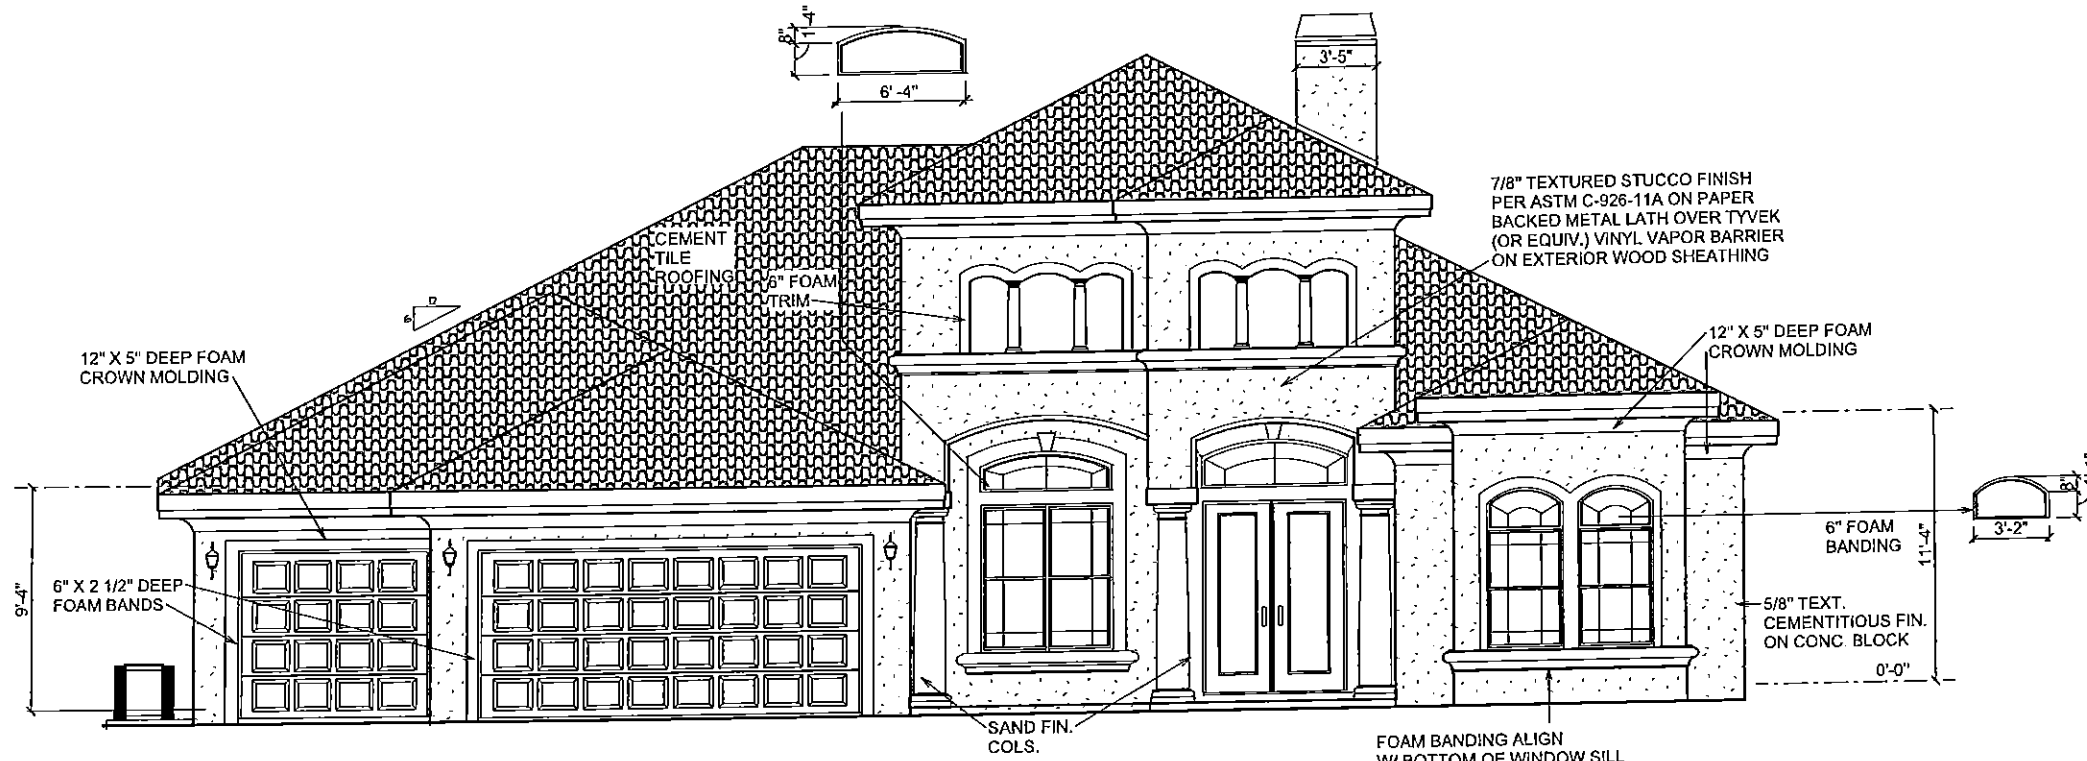 8"
1'-4"
6'-4"
3'-5"
7/8" TEXTURED STUCCO FINISH
PER ASTM C-926-11A ON PAPER
BACKED METAL LATH OVER TYVEK
(OR EQUIV.) VINYL VAPOR BARRIER
ON EXTERIOR WOOD SHEATHING
CEMENT
TILE
ROOFING
6" FOAM
TRIM
12
6
12" X 5" DEEP FOAM
CROWN MOLDING
12" X 5" DEEP FOAM
CROWN MOLDING
8"
3'-2"
6" FOAM
BANDING
11'-4"
9'-4"
6" X 2 1/2" DEEP
FOAM BANDS
5/8" TEXT.
CEMENTITIOUS FIN.
ON CONC. BLOCK
0'-0"
SAND FIN.
COLS.
FOAM BANDING ALIGN
W/ BOTTOM OF WINDOW SILL